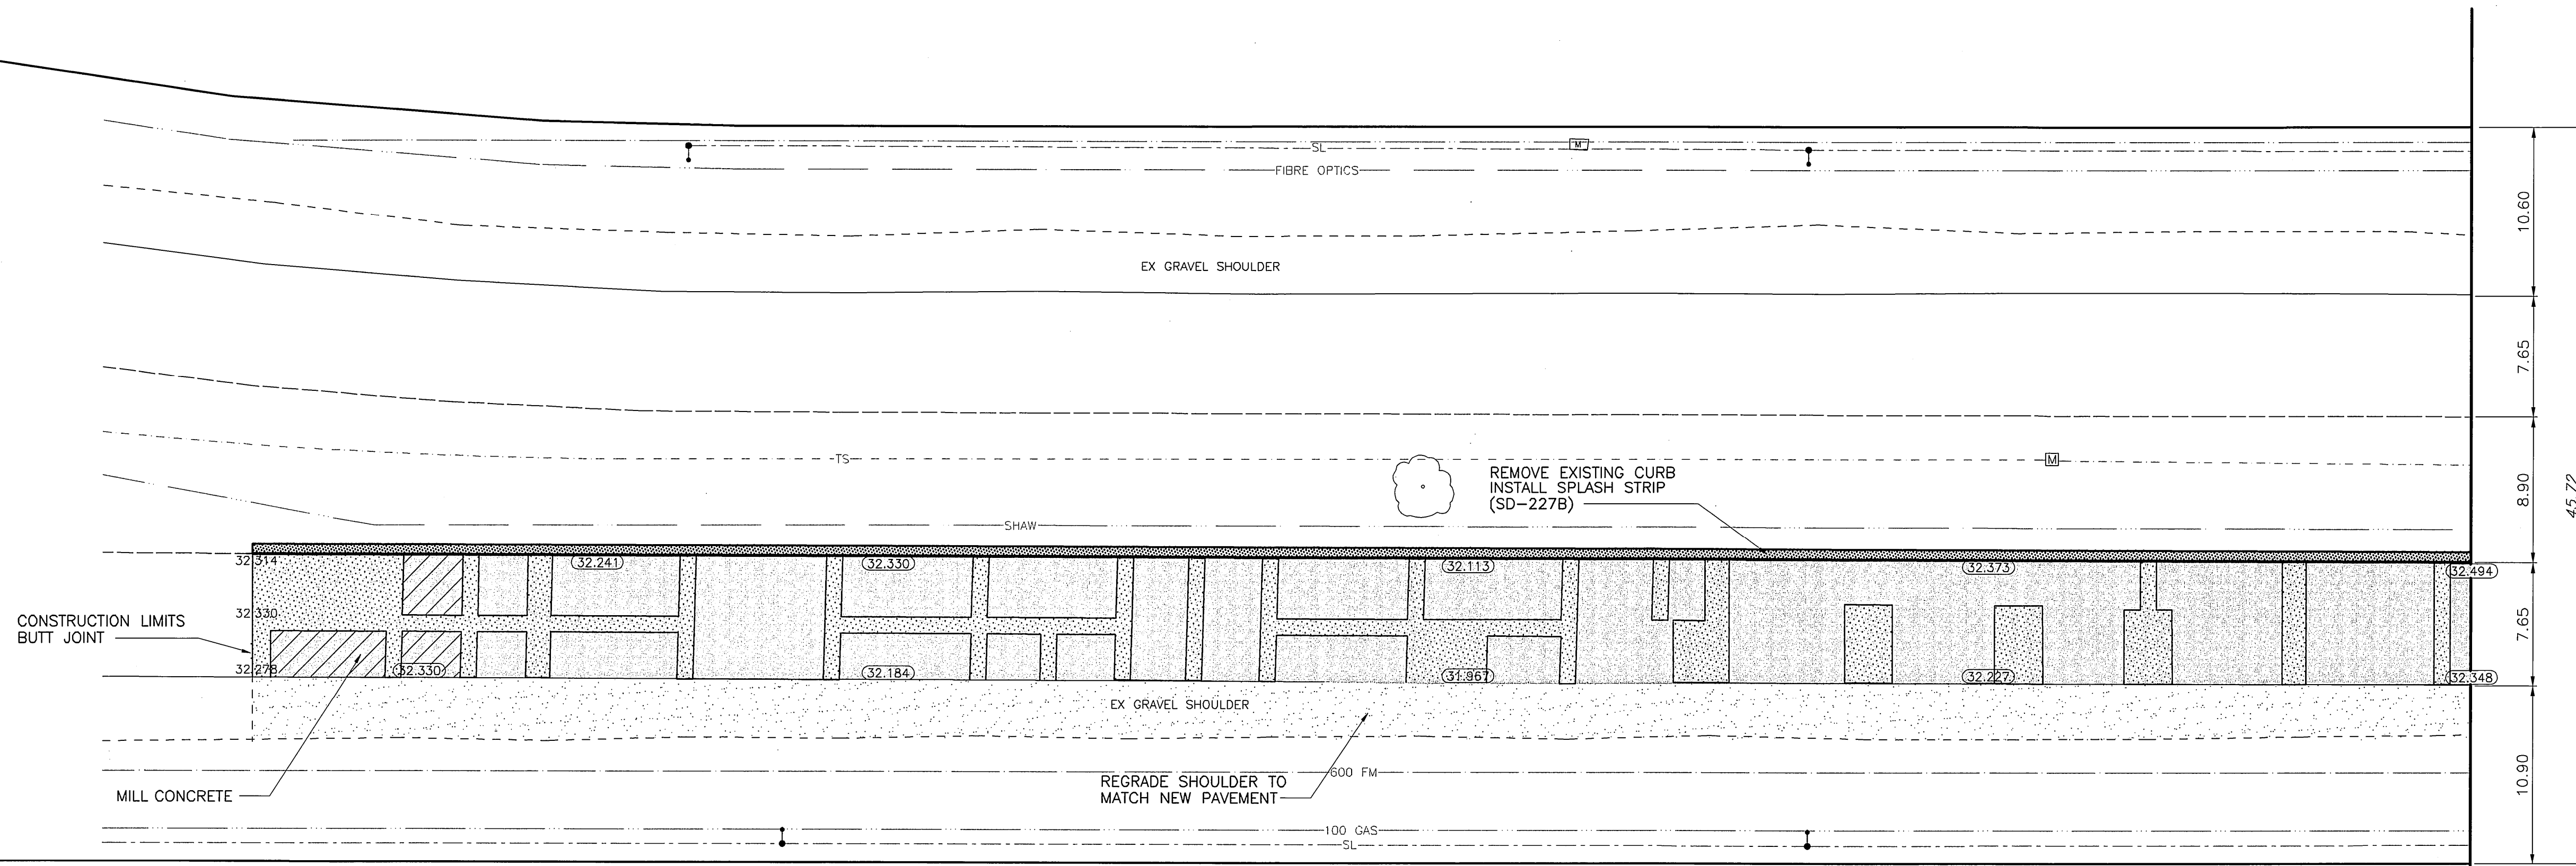 SL
M
FIBRE OPTICS
10.60
EX GRAVEL SHOULDER
7.65
TS
M
REMOVE EXISTING CURB
INSTALL SPLASH STRIP
(SD-227B)
8.90
45.72
SHAW
32.314
32.241
32.330
32.113
32.373
32.494
32.330
CONSTRUCTION LIMITS
BUTT JOINT
7.65
32.278
32.330
32.184
31.967
32.227
32.348
EX GRAVEL SHOULDER
600 FM
REGRADE SHOULDER TO
MATCH NEW PAVEMENT
MILL CONCRETE
10.90
100 GAS
SL